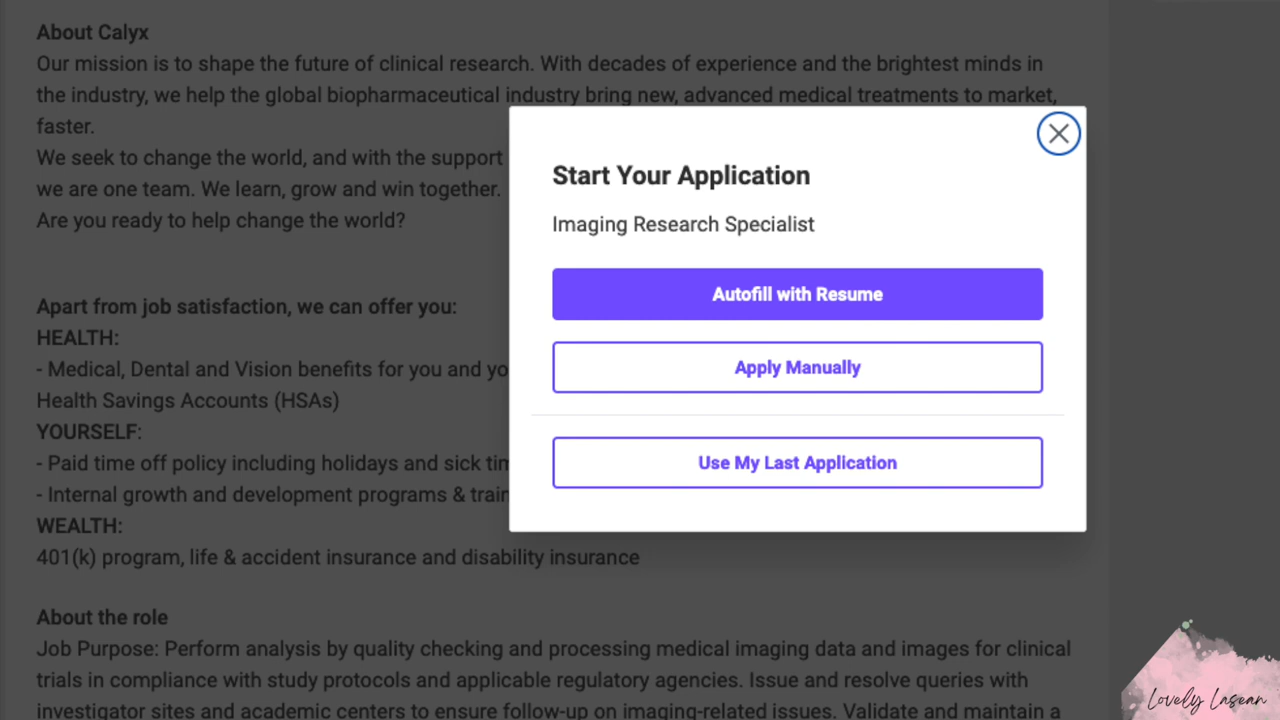 About Calyx
Our mission is to shape the future of clinical research. With decades of experience and the brightest minds in
the industry, we help the global biopharmaceutical industry bring new, advanced medical treatments to market,
faster.
We seek to change the world, and with the support
we are one team. We learn, grow and win together.
Are you ready to help change the world?
Apart from job satisfaction, we can offer you:
HEALTH:
- Medical, Dental and Vision benefits for you and yo
Health Savings Accounts (HSAs)
YOURSELF:
- Paid time off policy including holidays and sick tim
- Internal growth and development programs & train
WEALTH:
401(k) program, life & accident insurance and disability insurance
About the role
Job Purpose: Perform analysis by quality checking and processing medical imaging data and images for clinical
trials in compliance with study protocols and applicable regulatory agencies. Issue and resolve queries with
investigator sites and academic centers to ensure follow-up on imaging-related issues. Validate and maintain a
Start Your Application
Imaging Research Specialist
Autofill with Resume
Apply Manually
Use My Last Application
Lovely Lasean